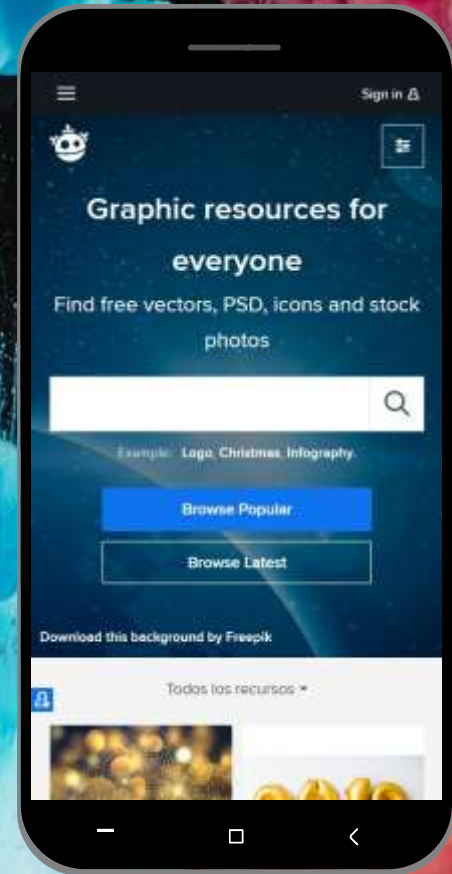 Sign in
Graphic resources for
everyone
Find free vectors, PSD, icons and stock
photos
Example: Logo, Christmas, Infography.
Browse Popular
Browse Latest
Download this background by Freepik
Todos los recursos